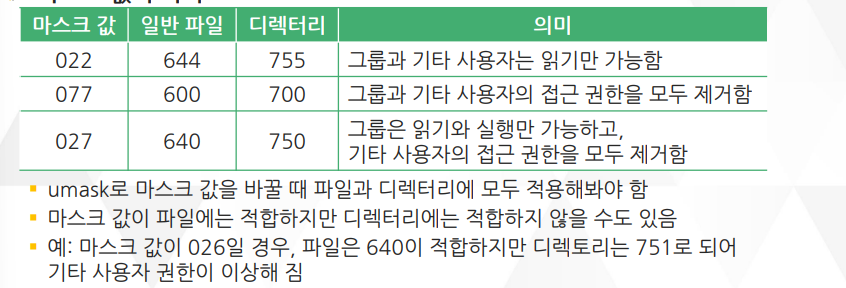 마스크 값 일반 파일 디렉터리 의미
022 644 755 그룹과 기타 사용자는 읽기만 가능함
077 600 700 그룹과 기타 사용자의 접근 권한을 모두 제거함
027 640 750 그룹은 읽기와 실행만 가능하고,
기타 사용자의 접근 권한을 모두 제거함
▪ umask로 마스크 값을 바꿀 때 파일과 디렉터리에 모두 적용해봐야 함
▪ 마스크 값이 파일에는 적합하지만 디렉터리에는 적합하지 않을 수도 있음
▪ 예: 마스크 값이 026일 경우, 파일은 640이 적합하지만 디렉토리는 751로 되어
기타 사용자 권한이 이상해 짐